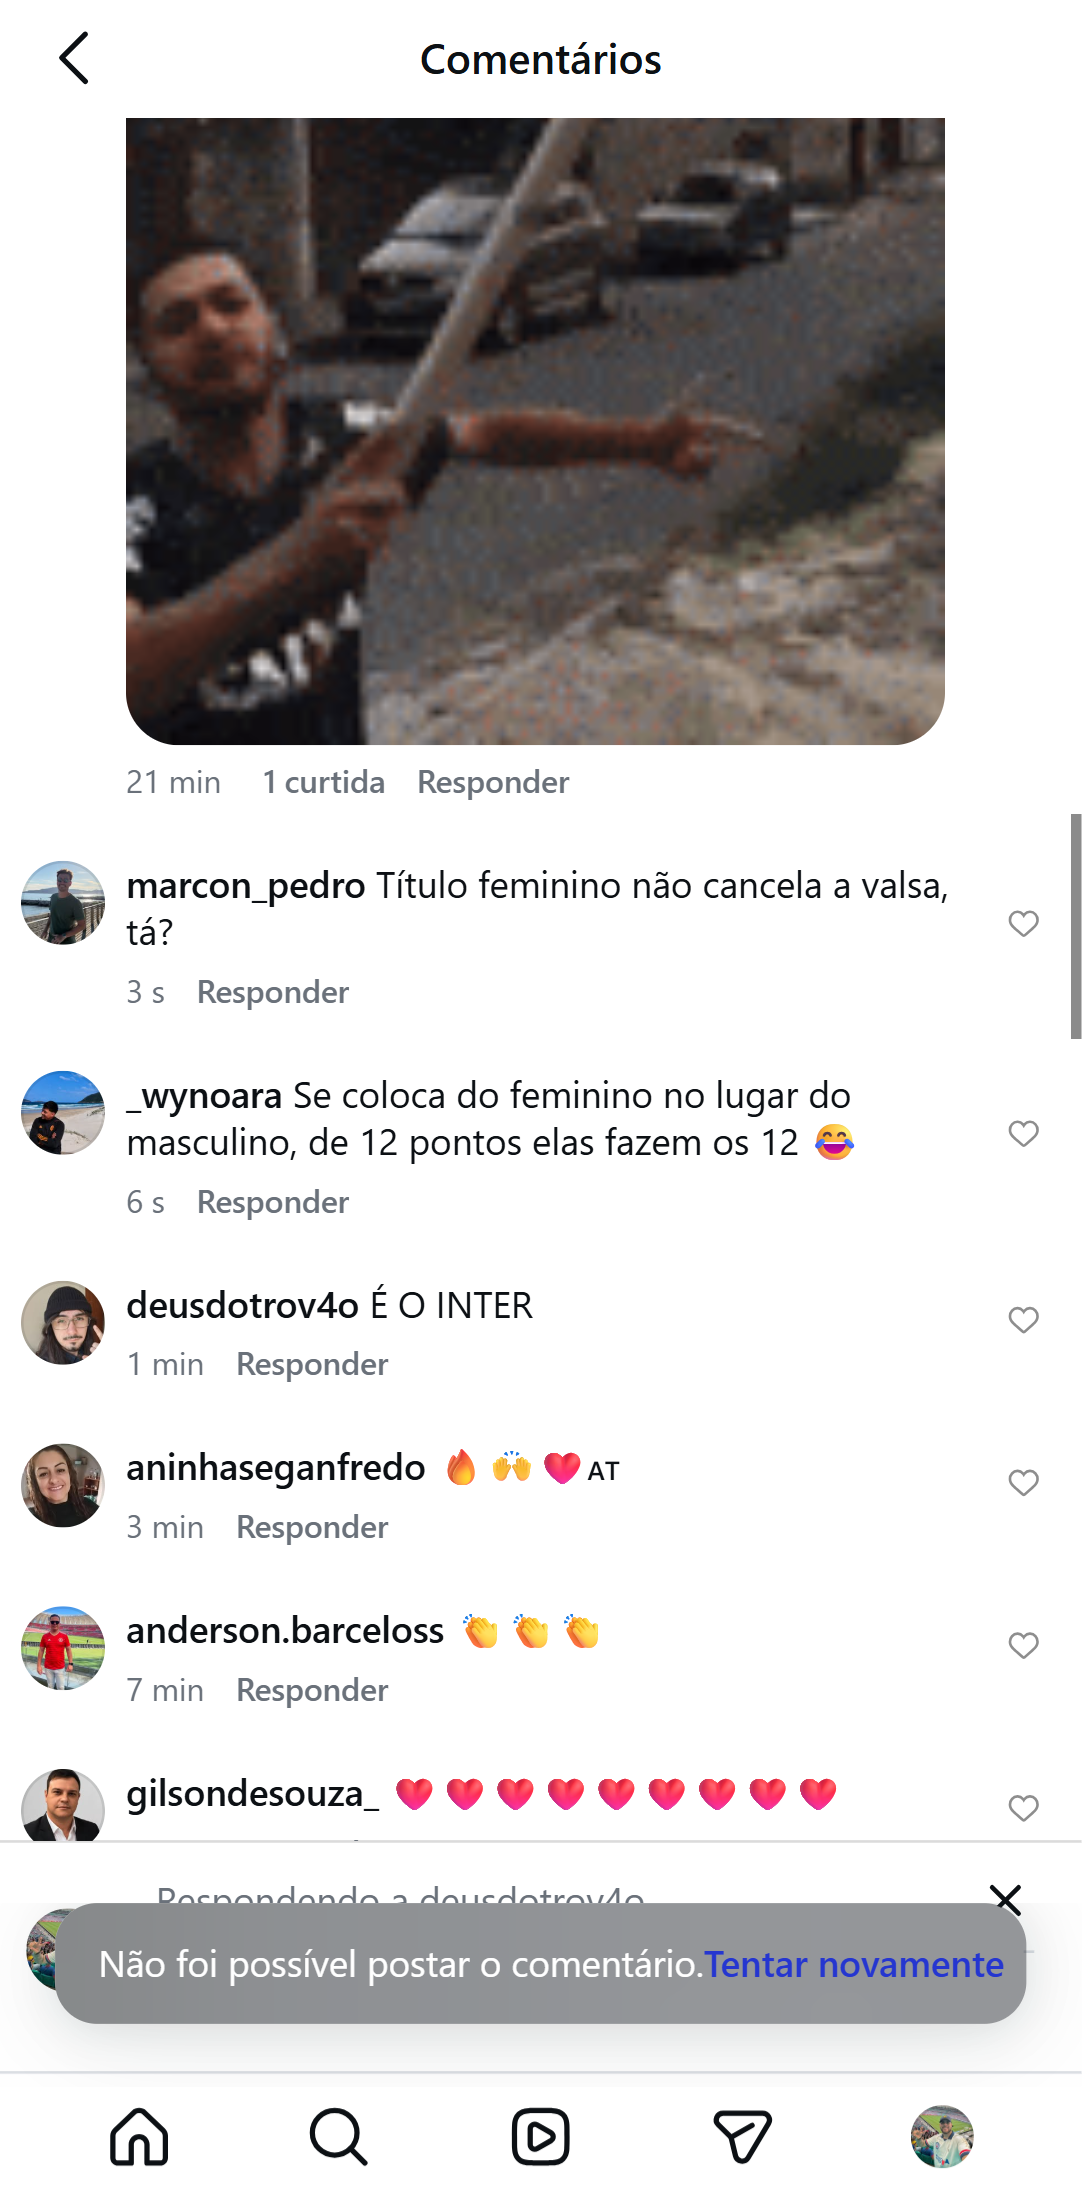 Comentários
21 min 1 curtida Responder
marcon_pedro Título feminino não cancela a valsa,
tá?
3 s Responder
_wynoara Se coloca do feminino no lugar do
masculino, de 12 pontos elas fazem os 12 😂
6 s Responder
deusdotrov4o É O INTER
1 min Responder
aninhaseganfredo 🔥 🙌 ❤️ AT
3 min Responder
anderson.barceloss 👏 👏 👏
7 min Responder
gilsondesouza_ ❤️ ❤️ ❤️ ❤️ ❤️ ❤️ ❤️ ❤️ ❤️
Respondendo a deusdotrov4o
Não foi possível postar o comentário.Tentar novamente